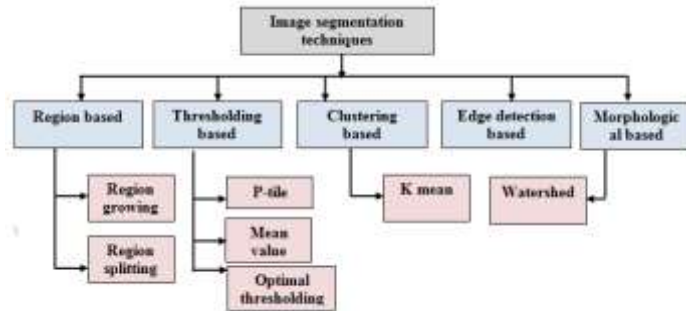 Image segmentation
techniques
Region based
Thresholding
based
Clustering
based
Edge detection
based
Morphologic
al based
Region
growing
Region
splitting
P-tile
Mean
value
Optimal
thresholding
K mean
Watershed